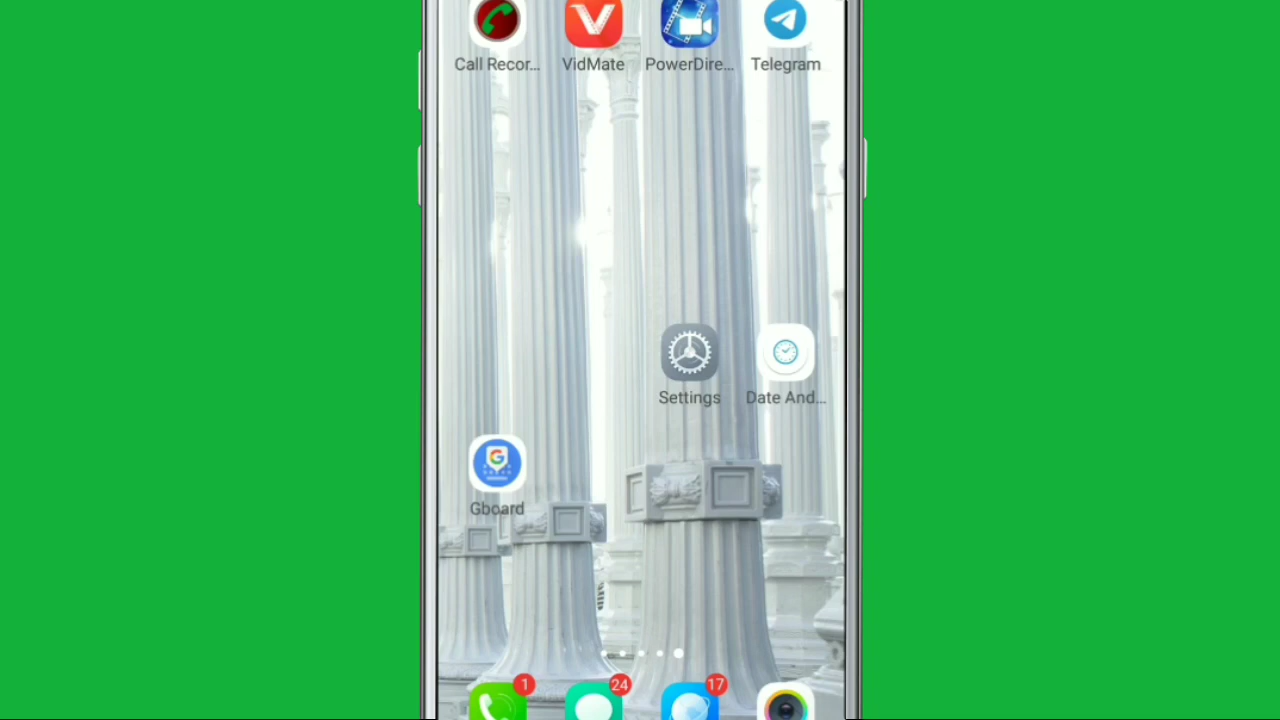 Call Recor...
VidMate
PowerDire...
Telegram
Settings
Date And...
Gboard
1
24
17